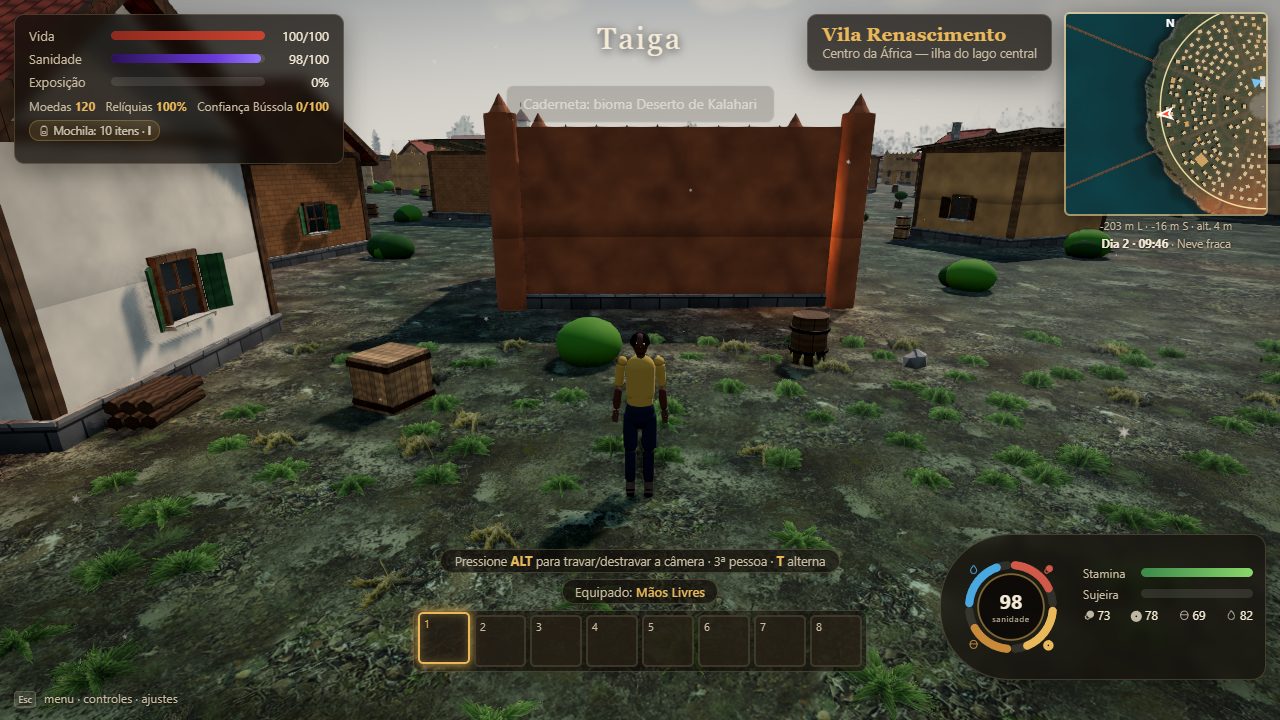 Vida 100/100
Sanidade 98/100
Exposição 0%
Moedas 120 Relíquias 100% Confiança Bússola 0/100
Mochila: 10 itens · I
Taiga
Caderneta: bioma Deserto de Kalahari
Vila Renascimento
Centro da África — ilha do lago central
N
-203 m L · -16 m S · alt. 4 m
Dia 2 · 09:46 · Neve fraca
Pressione ALT para travar/destravar a câmera · 3ª pessoa · T alterna
Equipado: Mãos Livres
1 2 3 4 5 6 7 8
98
sanidade
Stamina
Sujeira
73 78 69 82
Esc menu · controles · ajustes